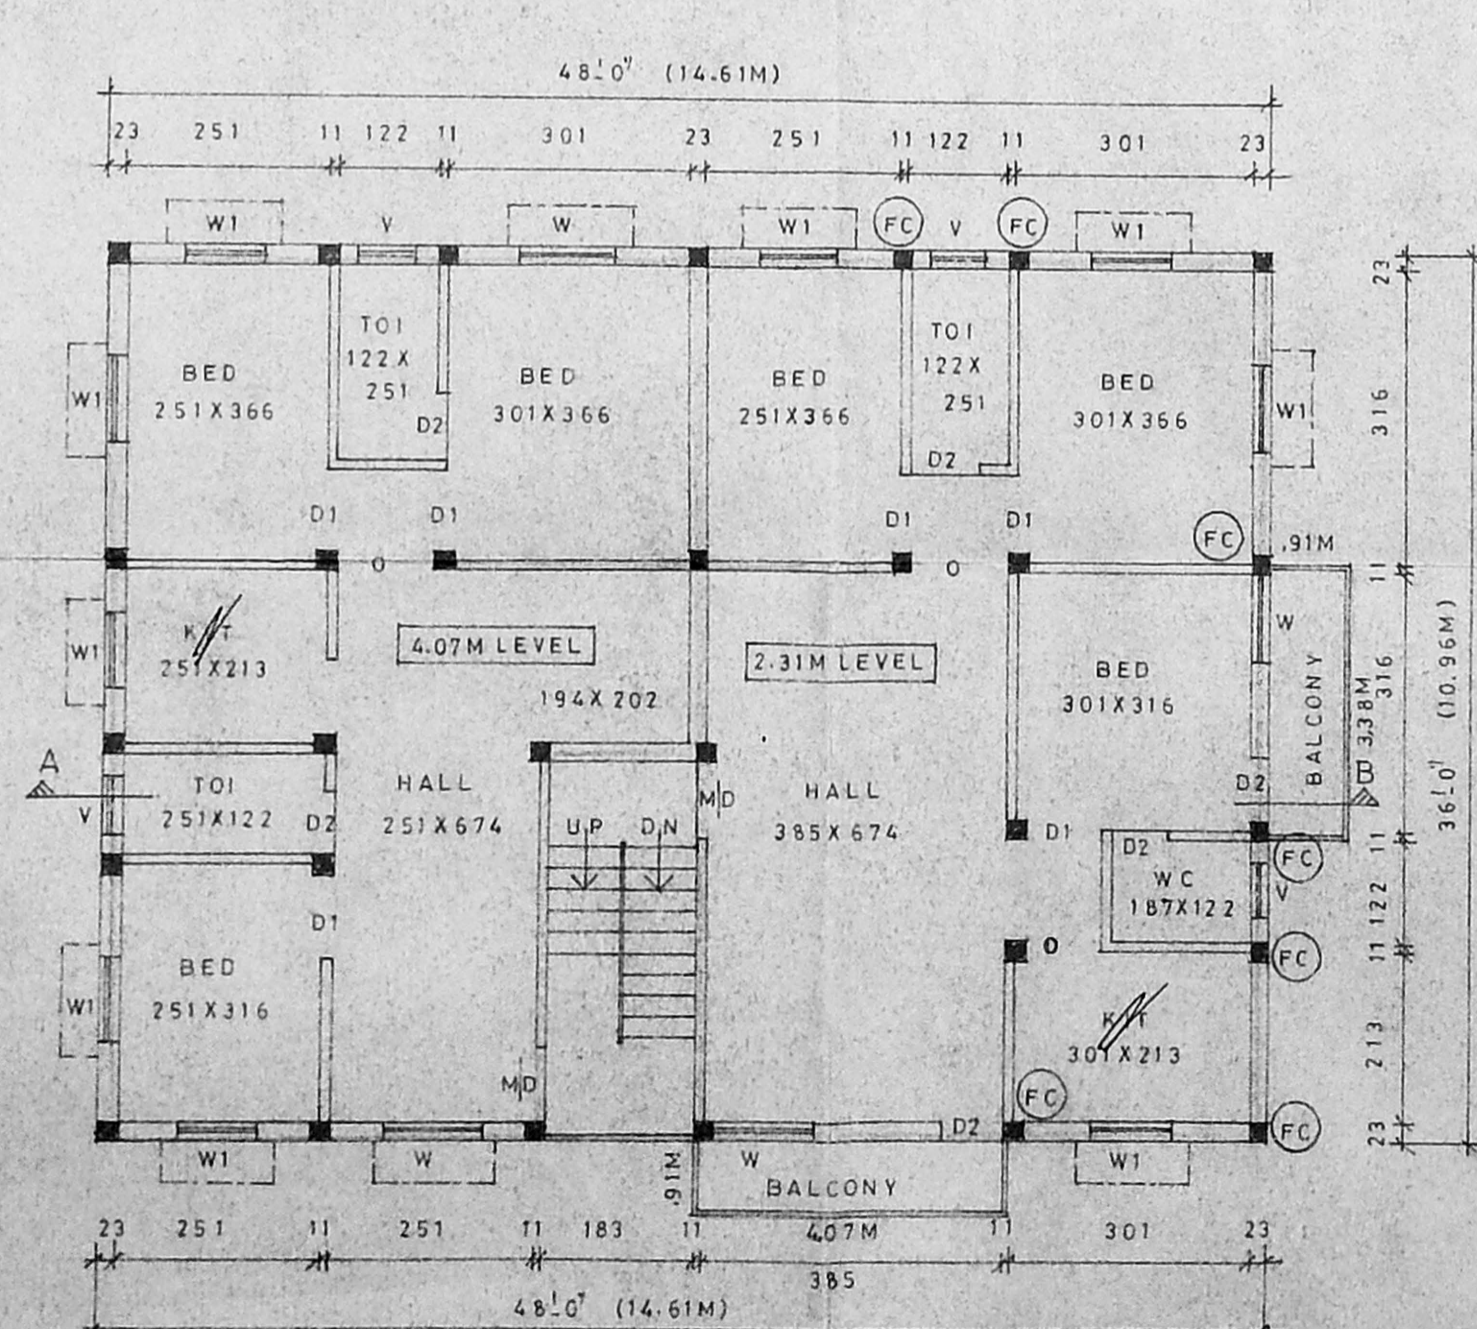 48'-0" (14.61M)
23 251 11 122 11 301 23 251 11 122 11 301 23
W1 V W W1 FC V FC W1
23
TOI
122 X
251
TOI
122 X
251
BED
251 X 366
BED
301 X 366
BED
251 X 366
BED
301 X 366
W1
W1
316
D2
D2
D1 D1 D1 D1
FC
.91M
O O
11
KIT
251 X 213
W1
4.07M LEVEL
2.31M LEVEL
194 X 202
W
BED
301 X 316
BALCONY
3.38M
316
36'-0" (10.96M)
A
V
TOI
251 X 122
D2
HALL
251 X 674
M D
HALL
385 X 674
D2
B
UP DN
D1
D2
FC
11
WC
187 X 122
V
122
D1
O
FC
11
BED
251 X 316
W1
KIT
301 X 213
213
M D
FC
D2
FC
23
W1 W W W1
.91M
BALCONY
23 251 11 251 11 183 11 4.07M 11 301 23
385
48'-0" (14.61M)